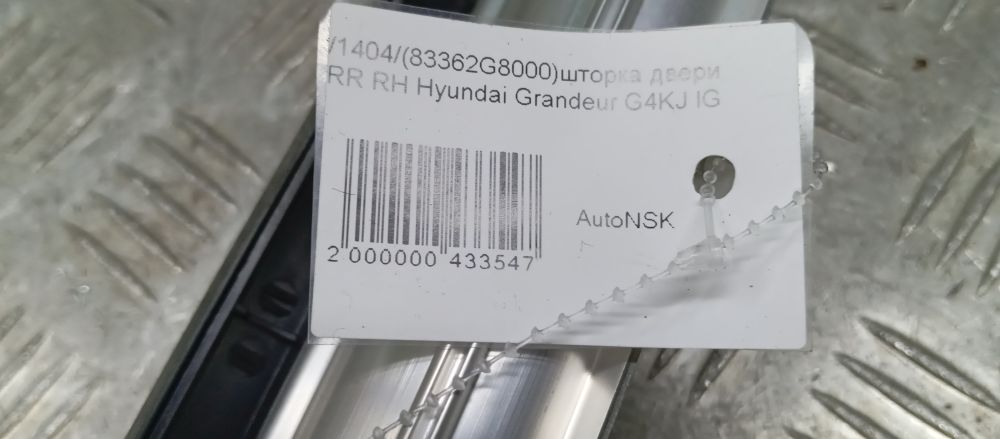 /1404/(83362G8000)шторка двери
RR RH Hyundai Grandeur G4KJ IG
AutoNSK
2 000000 433547